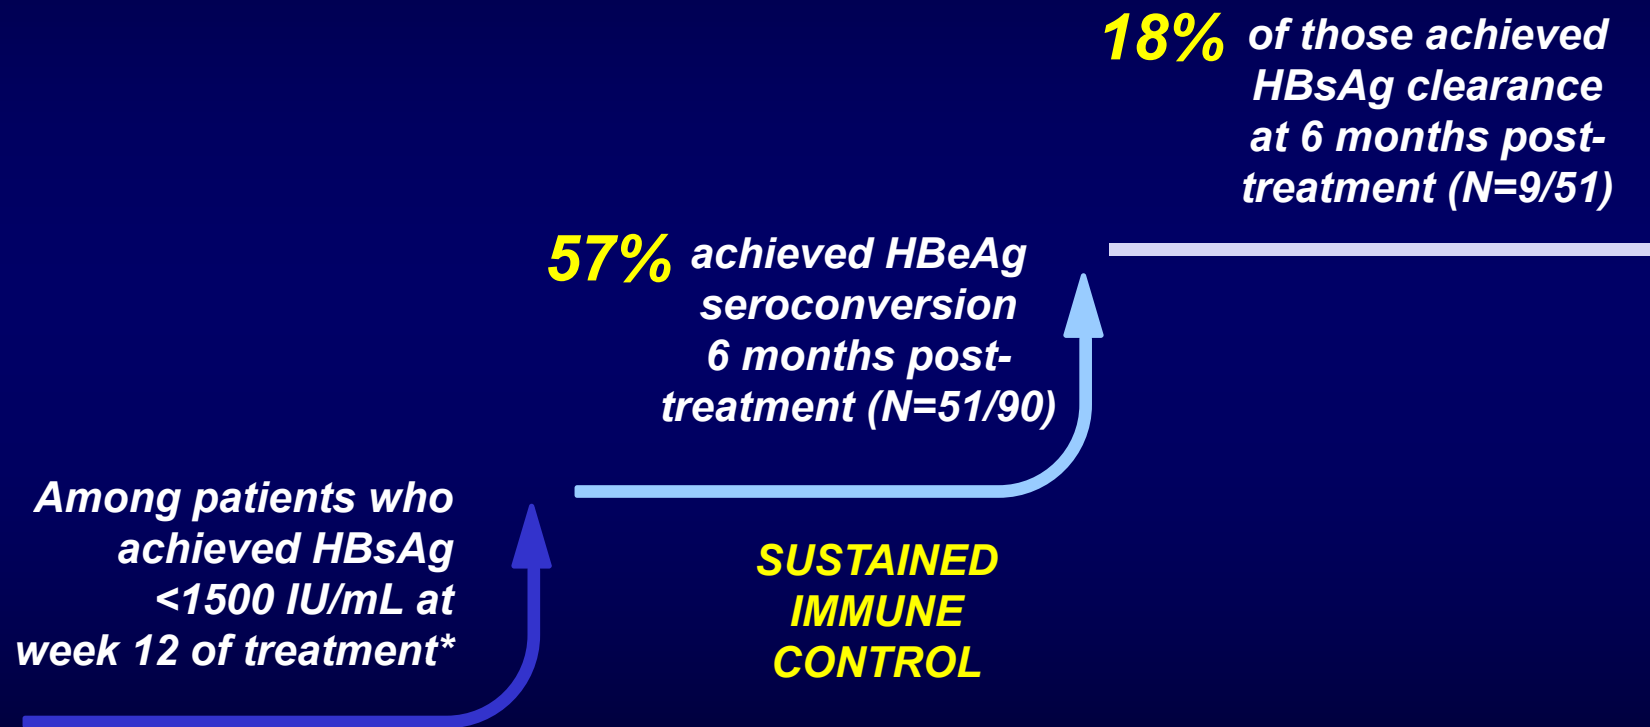 18% of those achieved
HBsAg clearance
at 6 months post-
treatment (N=9/51)
57% achieved HBeAg
seroconversion
6 months post-
treatment (N=51/90)
Among patients who
achieved HBsAg
<1500 IU/mL at
week 12 of treatment*
SUSTAINED
IMMUNE
CONTROL